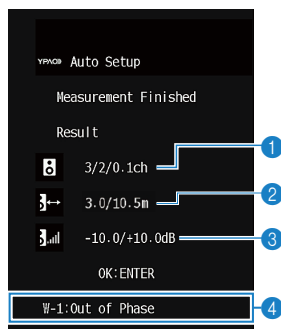 YPAO Auto Setup
Measurement Finished
Result
3/2/0.1ch 1
3.0/10.5m 2
-10.0/+10.0dB 3
OK:ENTER
W-1:Out of Phase 4